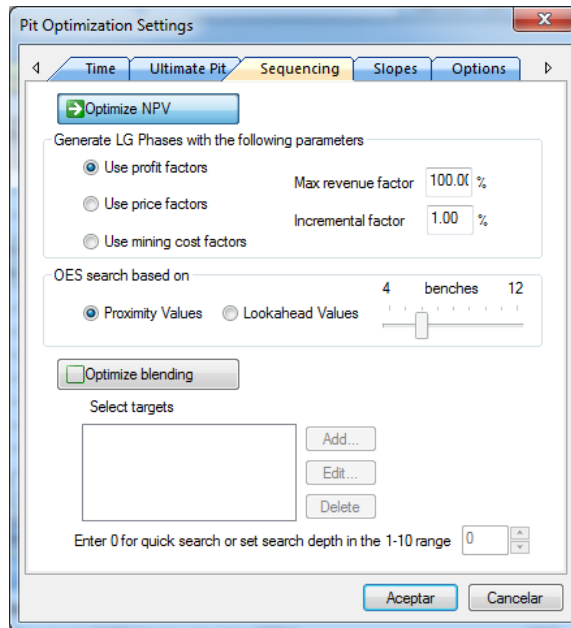 Pit Optimization Settings
Time Ultimate Pit Sequencing Slopes Options
Optimize NPV
Generate LG Phases with the following parameters
Use profit factors
Max revenue factor 100.00 %
Use price factors
Incremental factor 1.00 %
Use mining cost factors
OES search based on
4 benches 12
Proximity Values Lookahead Values
Optimize blending
Select targets
Add...
Edit...
Delete
Enter 0 for quick search or set search depth in the 1-10 range 0
Aceptar Cancelar